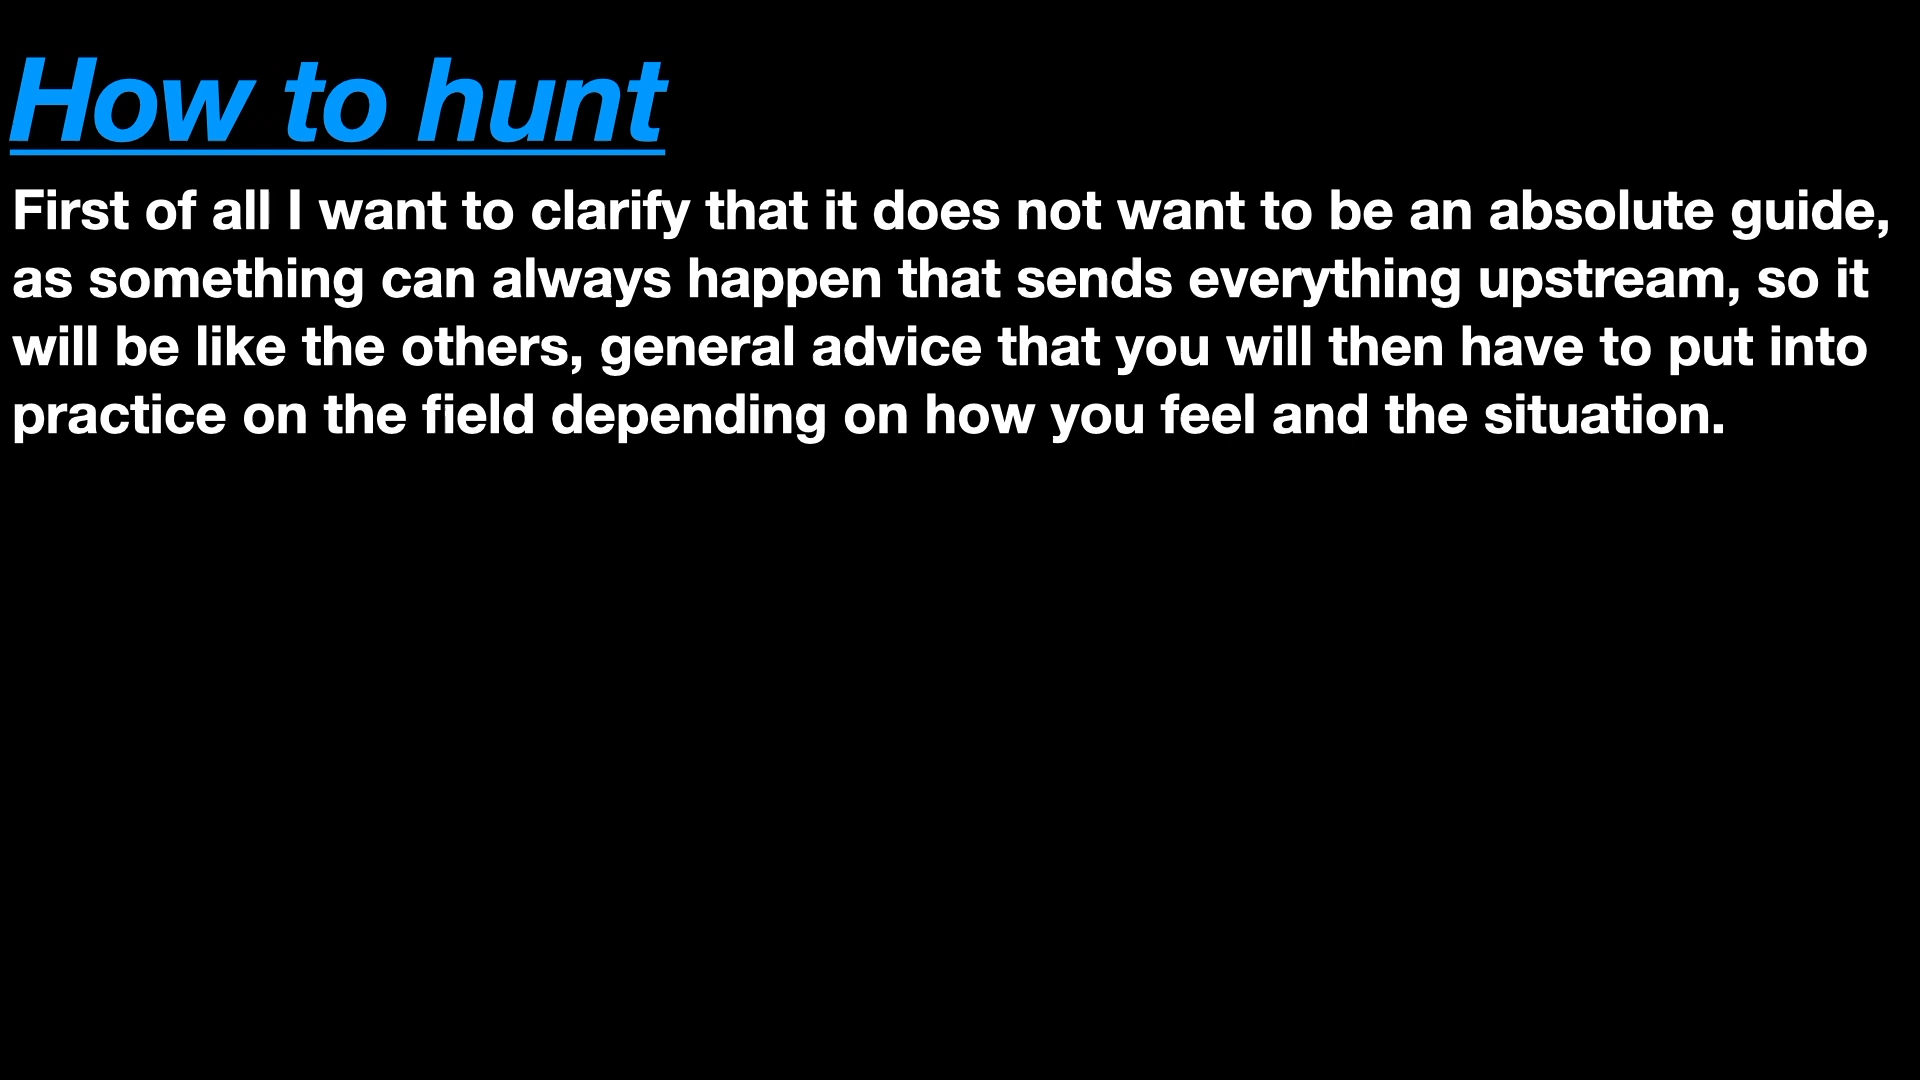 How to hunt
First of all I want to clarify that it does not want to be an absolute guide,
as something can always happen that sends everything upstream, so it
will be like the others, general advice that you will then have to put into
practice on the field depending on how you feel and the situation.